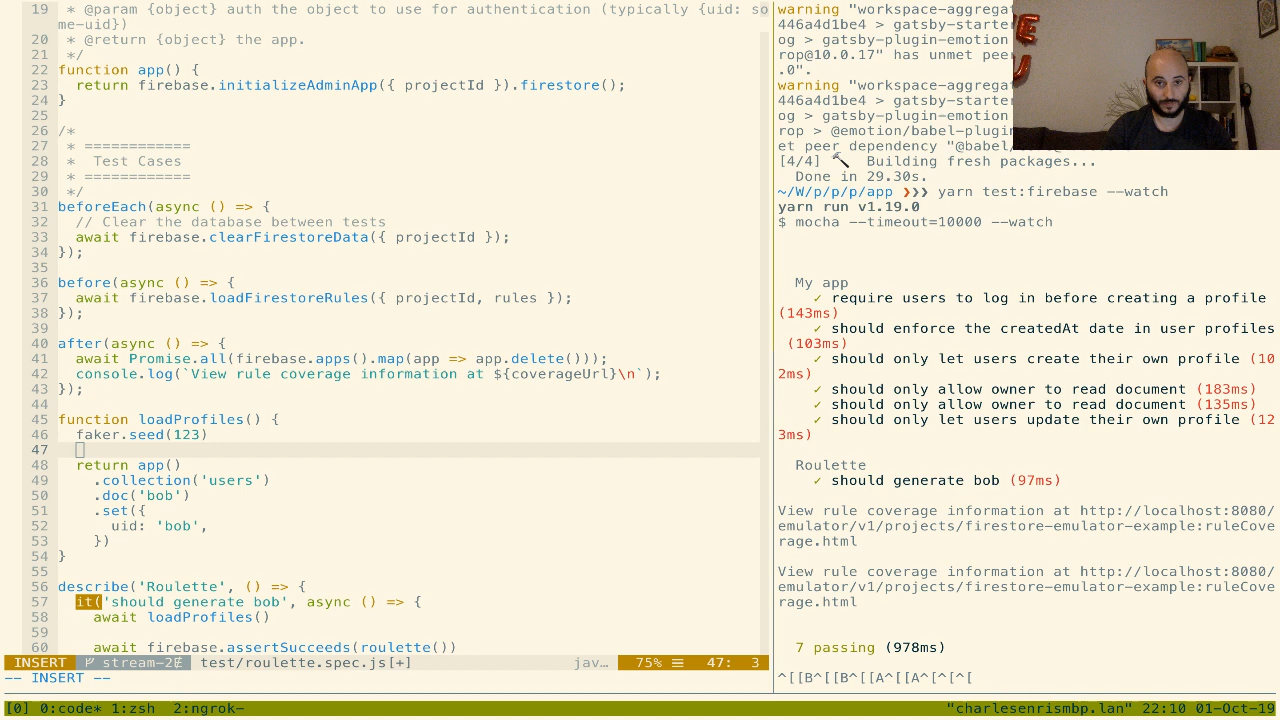 19  * @param {object} auth the object to use for authentication (typically {uid: so
me-uid})
20  * @return {object} the app.
21  */
22 function app() {
23   return firebase.initializeAdminApp({ projectId }).firestore();
24 }
25
26 /*
27  * ============
28  *  Test Cases
29  * ============
30  */
31 beforeEach(async () => {
32   // Clear the database between tests
33   await firebase.clearFirestoreData({ projectId });
34 });
35
36 before(async () => {
37   await firebase.loadFirestoreRules({ projectId, rules });
38 });
39
40 after(async () => {
41   await Promise.all(firebase.apps().map(app => app.delete()));
42   console.log(`View rule coverage information at ${coverageUrl}\n`);
43 });
44
45 function loadProfiles() {
46   faker.seed(123)
47
48   return app()
49     .collection('users')
50     .doc('bob')
51     .set({
52       uid: 'bob',
53     })
54 }
55
56 describe('Roulette', () => {
57   it('should generate bob', async () => {
58     await loadProfiles()
59
60     await firebase.assertSucceeds(roulette())
INSERT stream-2 test/roulette.spec.js[+] jav… 75% ☰ 47: 3
-- INSERT --
warning "workspace-aggregat
446a4d1be4 > gatsby-starter
og > gatsby-plugin-emotion
rop@10.0.17" has unmet peer
.0".
warning "workspace-aggregat
446a4d1be4 > gatsby-starter
og > gatsby-plugin-emotion
rop > @emotion/babel-plugin
et peer dependency "@babel/
[4/4] 🔨  Building fresh packages...
Done in 29.30s.
~/W/p/p/p/app ❯❯❯ yarn test:firebase --watch
yarn run v1.19.0
$ mocha --timeout=10000 --watch
My app
✓ require users to log in before creating a profile
(143ms)
✓ should enforce the createdAt date in user profiles
(103ms)
✓ should only let users create their own profile (10
2ms)
✓ should only allow owner to read document (183ms)
✓ should only allow owner to read document (135ms)
✓ should only let users update their own profile (12
3ms)
Roulette
✓ should generate bob (97ms)
View rule coverage information at http://localhost:8080/
emulator/v1/projects/firestore-emulator-example:ruleCove
rage.html
View rule coverage information at http://localhost:8080/
emulator/v1/projects/firestore-emulator-example:ruleCove
rage.html
7 passing (978ms)
^[[B^[[B^[[A^[[A^[^[^[
[0] 0:code* 1:zsh  2:ngrok- "charlesenrismbp.lan" 22:10 01-Oct-19